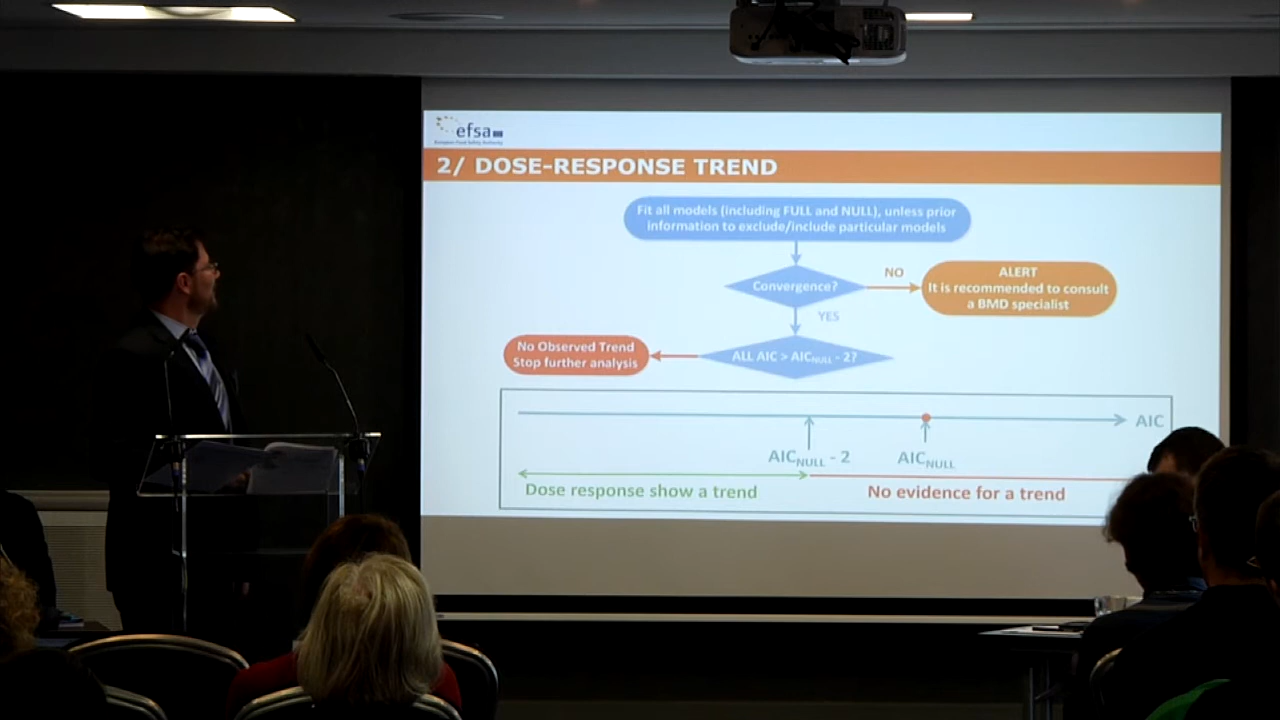 efsa
European Food Safety Authority
2/ DOSE-RESPONSE TREND
Fit all models (including FULL and NULL), unless prior
information to exclude/include particular models
Convergence?
NO
ALERT
It is recommended to consult
a BMD specialist
YES
No Observed Trend
Stop further analysis
ALL AIC > AICNULL - 2?
AIC
AICNULL - 2
AICNULL
Dose response show a trend
No evidence for a trend